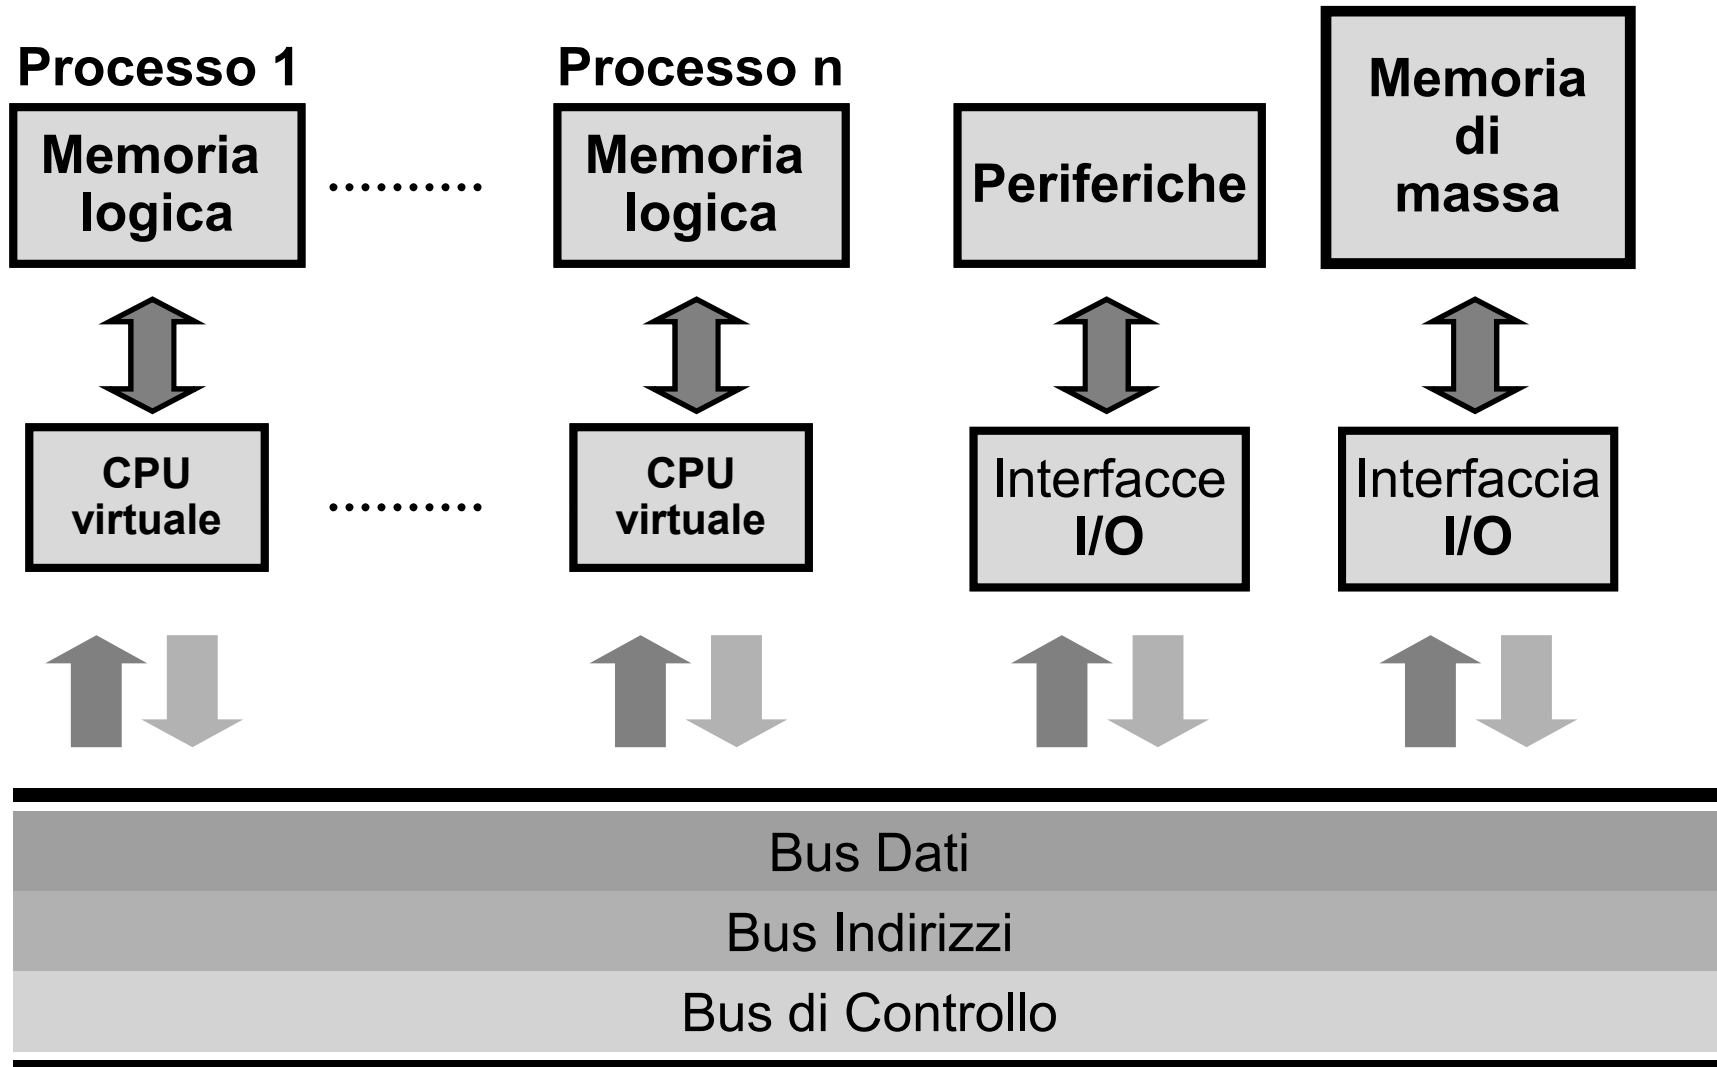 Processo 1
Memoria
logica
..........
Processo n
Memoria
logica
Periferiche
Memoria
di
massa
CPU
virtuale
..........
CPU
virtuale
Interfacce
I/O
Interfaccia
I/O
Bus Dati
Bus Indirizzi
Bus di Controllo